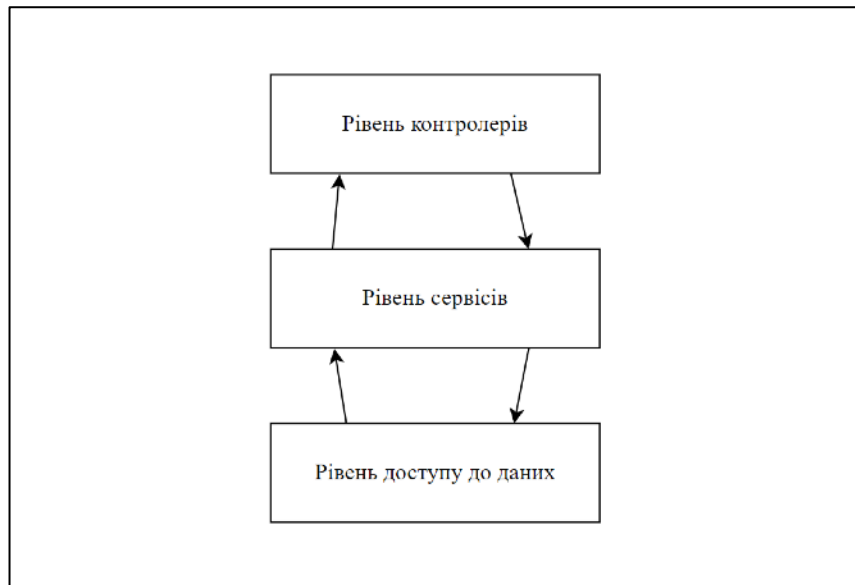 Рівень контролерів
Рівень сервісів
Рівень доступу до даних